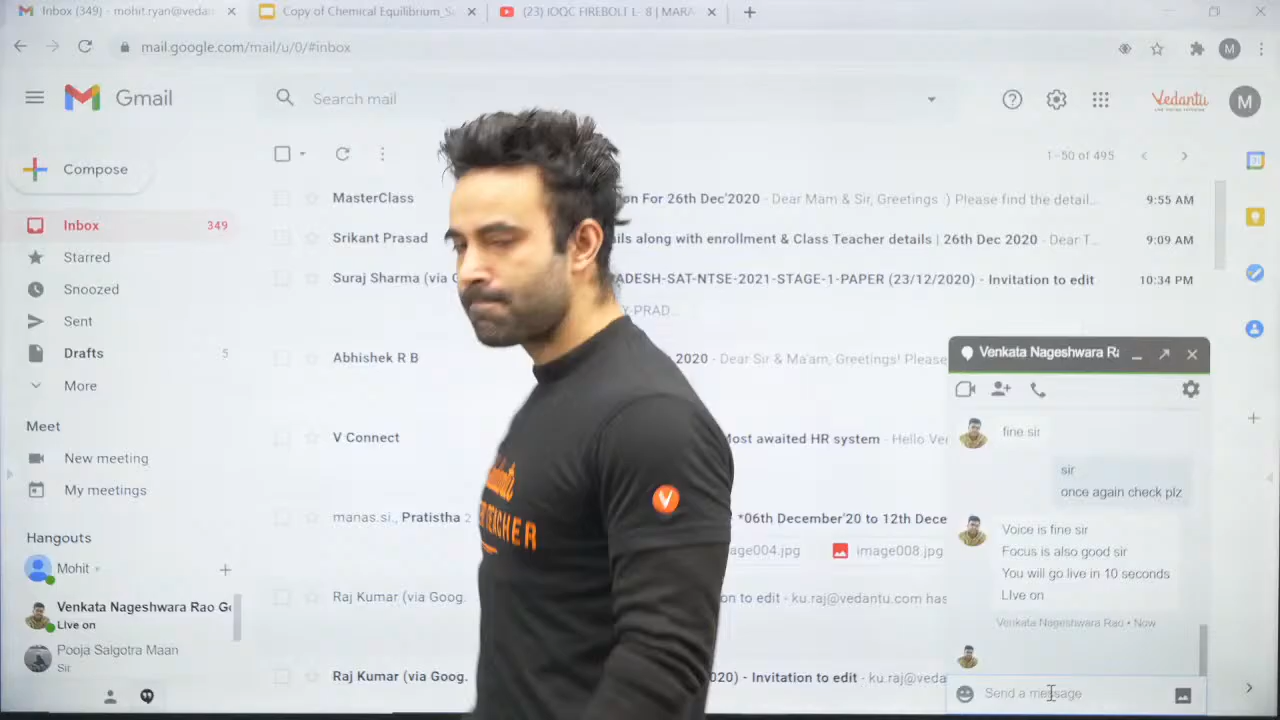 Inbox (349) - mohit.ryan@vedan
Copy of Chemical Equilibrium_S
(23) IOQC FIREBOLT L- 8 | MARA
mail.google.com/mail/u/0/#inbox
M
Gmail
Search mail
Vedantu
M
Compose
1-50 of 495
Inbox 349
Starred
Snoozed
Sent
Drafts 5
More
Meet
New meeting
My meetings
Hangouts
Mohit
Venkata Nageshwara Rao G
LIve on
Pooja Salgotra Maan
Sir
MasterClass on For 26th Dec'2020 - Dear Mam & Sir, Greetings :) Please find the detail... 9:55 AM
Srikant Prasad ails along with enrollment & Class Teacher details | 26th Dec 2020 - Dear T... 9:09 AM
Suraj Sharma (via G ADESH-SAT-NTSE-2021-STAGE-1-PAPER (23/12/2020) - Invitation to edit 10:34 PM
Y-PRAD...
Abhishek R B 2020 - Dear Sir & Ma'am, Greetings! Please
V Connect Most awaited HR system - Hello Ve
manas.si., Pratistha 2 *06th December'20 to 12th Dece
age004.jpg image008.jpg
Raj Kumar (via Goog. on to edit - ku.raj@vedantu.com has
Raj Kumar (via Goog. 2020) - Invitation to edit - ku.raj@veda
Venkata Nageshwara Ra
fine sir
sir
once again check plz
Voice is fine sir
Focus is also good sir
You will go live in 10 seconds
LIve on
Venkata Nageshwara Rao • Now
Send a message
TEACHER
V